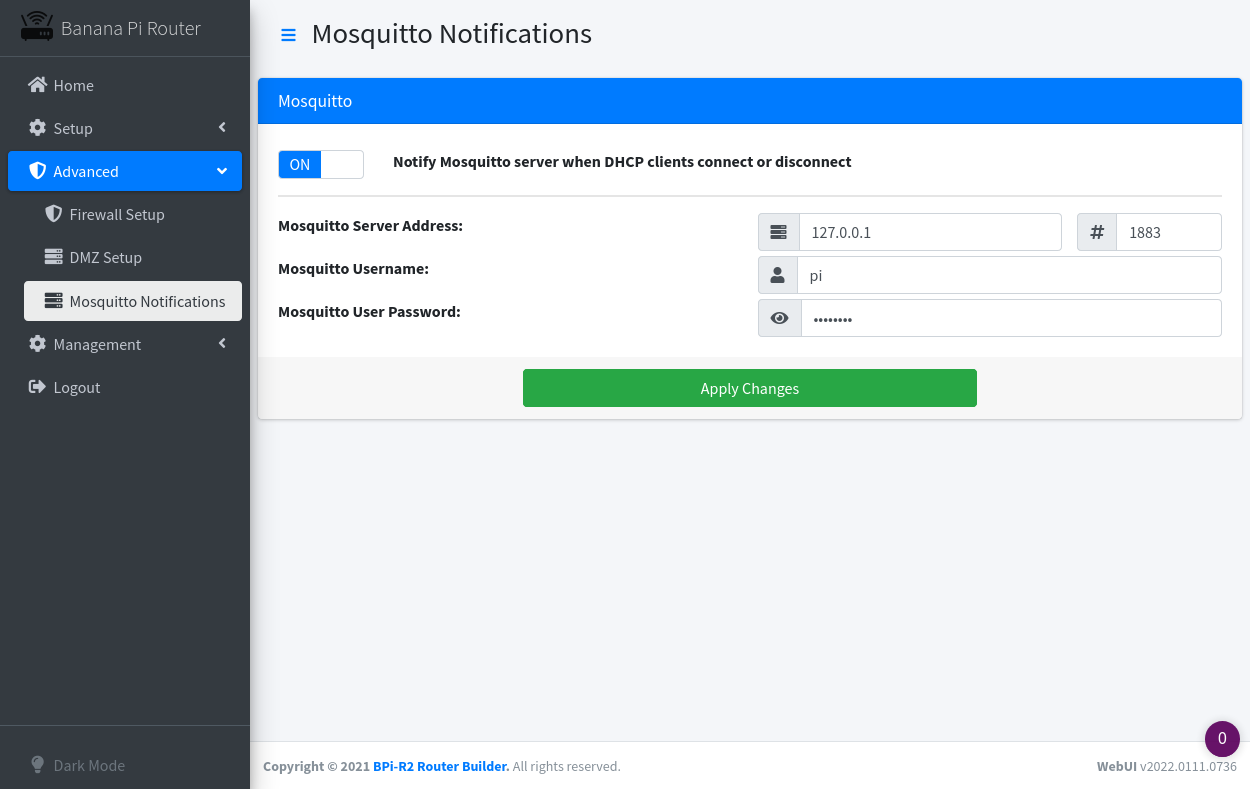 Banana Pi Router
Home
Setup
Advanced
Firewall Setup
DMZ Setup
Mosquitto Notifications
Management
Logout
Dark Mode
Mosquitto Notifications
Mosquitto
ON Notify Mosquitto server when DHCP clients connect or disconnect
Mosquitto Server Address: 127.0.0.1 # 1883
Mosquitto Username: pi
Mosquitto User Password: ••••••••
Apply Changes
0
Copyright © 2021 BPi-R2 Router Builder. All rights reserved. WebUI v2022.0111.0736